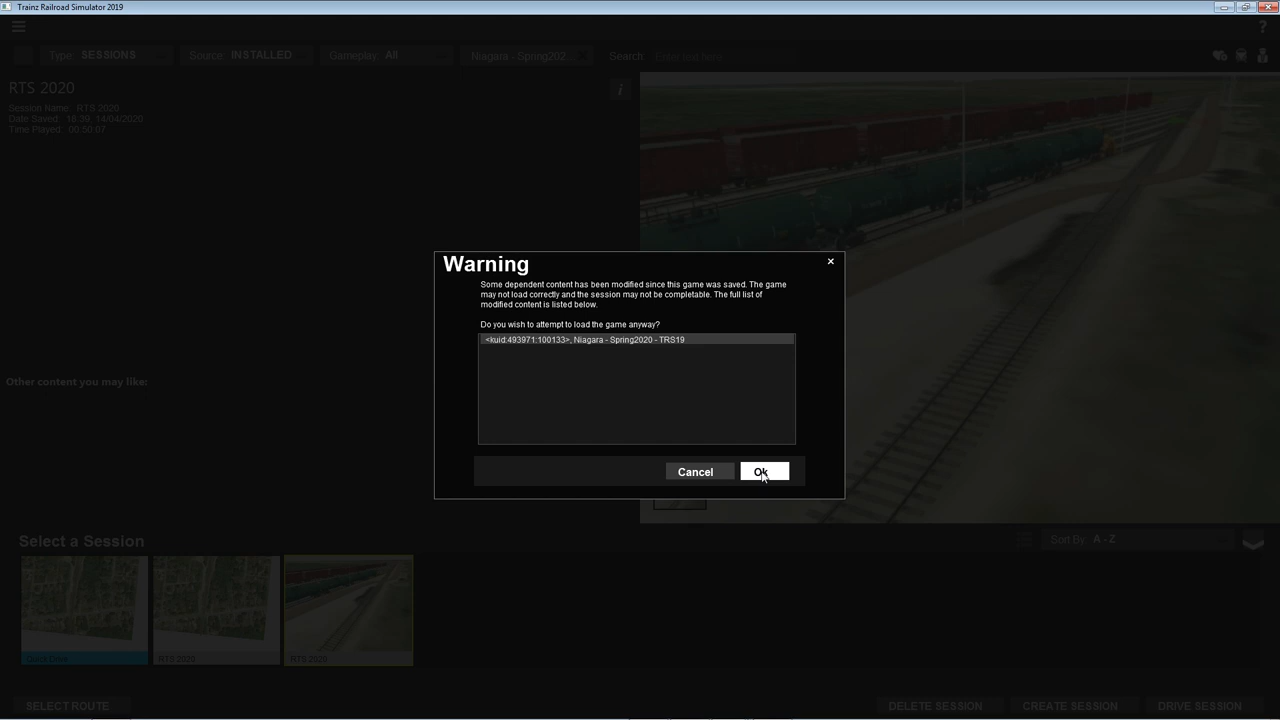 Trainz Railroad Simulator 2019
?
Type: SESSIONS
Source: INSTALLED
Gameplay: All
Niagara - Spring202...
Search:
Enter text here
RTS 2020
i
Session Name: RTS 2020
Date Saved: 18:39, 14/04/2020
Time Played: 00:50:07
Warning
Some dependent content has been modified since this game was saved. The game
may not load correctly and the session may not be completable. The full list of
modified content is listed below.
Do you wish to attempt to load the game anyway?
<kuid:493971:100133>, Niagara - Spring2020 - TRS19
Other content you may like:
Cancel
Ok
Select a Session
Sort By: A - Z
Quick Drive
RTS 2020
RTS 2020
SELECT ROUTE
DELETE SESSION
CREATE SESSION
DRIVE SESSION